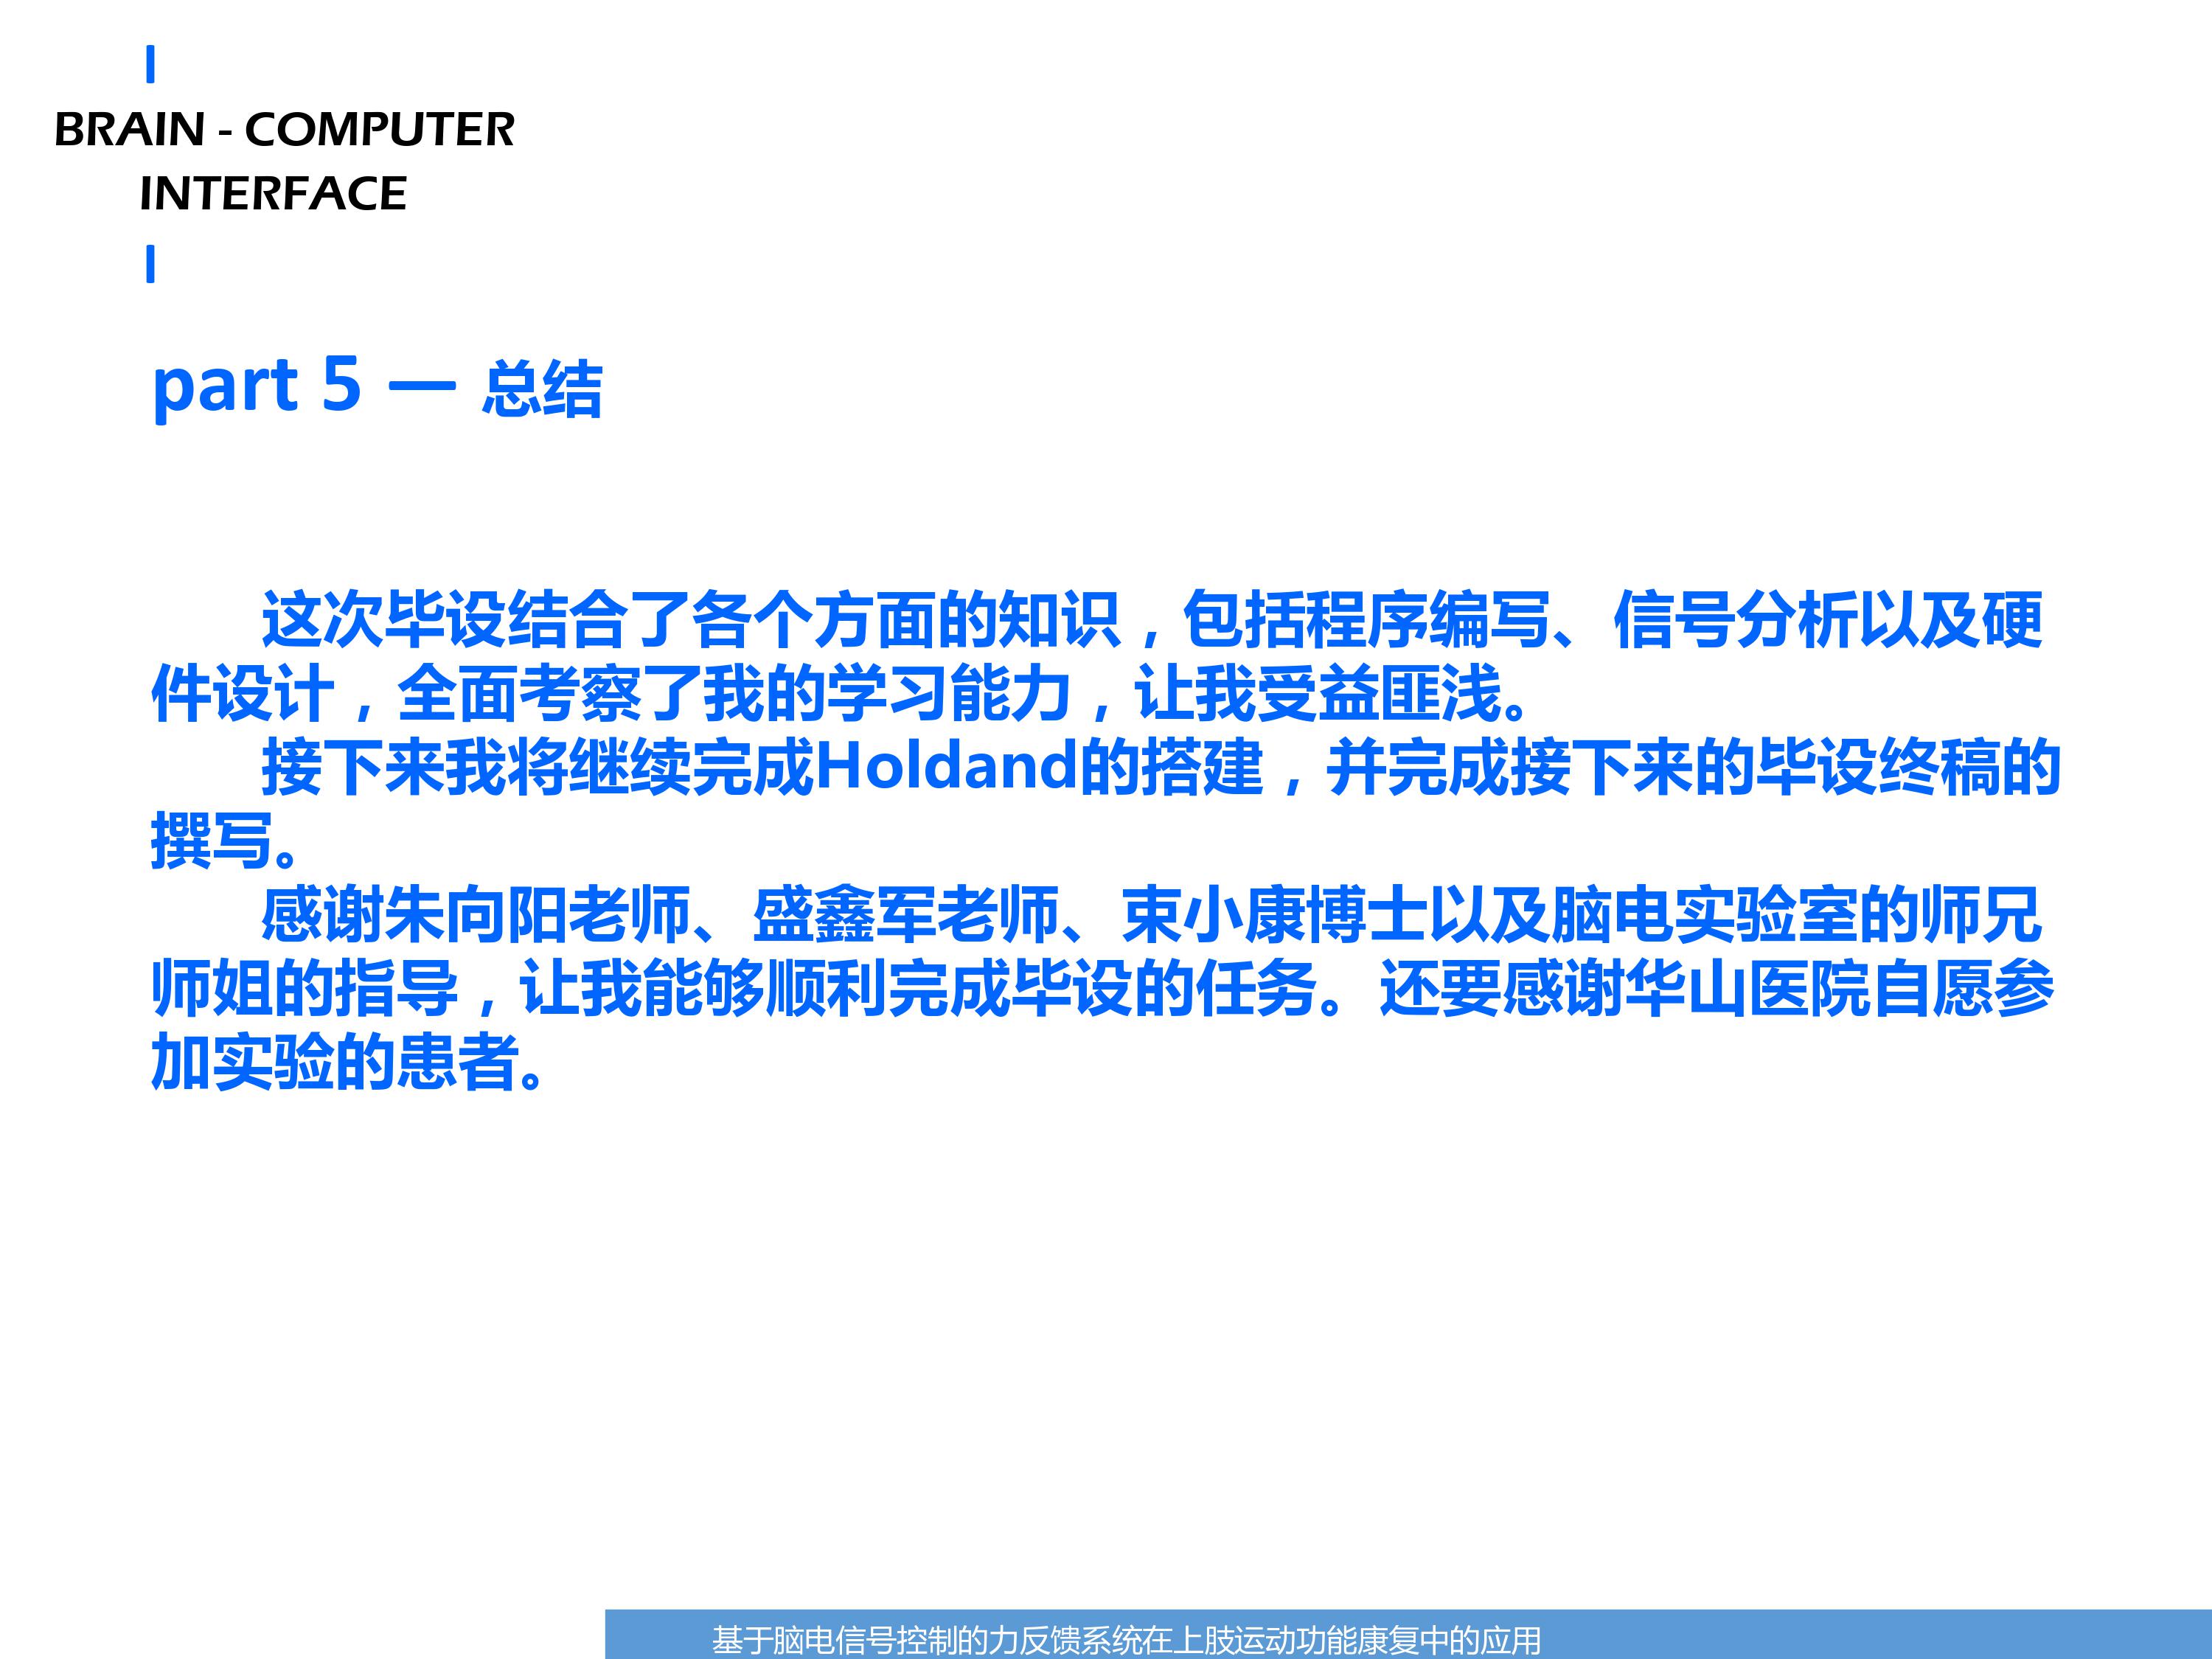 BRAIN - COMPUTER
INTERFACE
part 5 — 总结
这次毕设结合了各个方面的知识，包括程序编写、信号分析以及硬
件设计，全面考察了我的学习能力，让我受益匪浅。
接下来我将继续完成Holdand的搭建，并完成接下来的毕设终稿的
撰写。
感谢朱向阳老师、盛鑫军老师、束小康博士以及脑电实验室的师兄
师姐的指导，让我能够顺利完成毕设的任务。还要感谢华山医院自愿参
加实验的患者。
基于脑电信号控制的力反馈系统在上肢运动功能康复中的应用